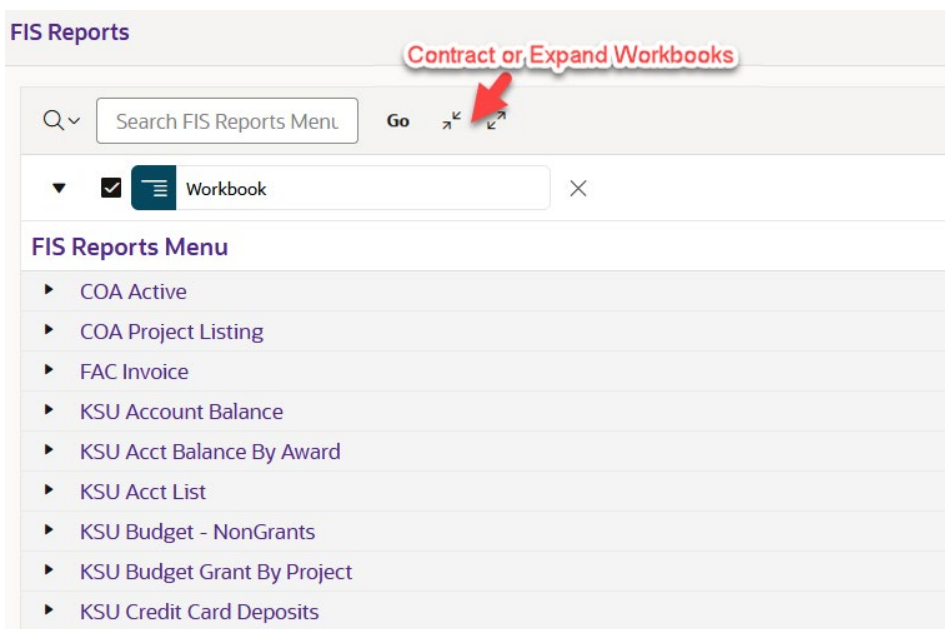 FIS Reports
Contract or Expand Workbooks
Search FIS Reports Menu Go
Workbook
FIS Reports Menu
COA Active
COA Project Listing
FAC Invoice
KSU Account Balance
KSU Acct Balance By Award
KSU Acct List
KSU Budget - NonGrants
KSU Budget Grant By Project
KSU Credit Card Deposits